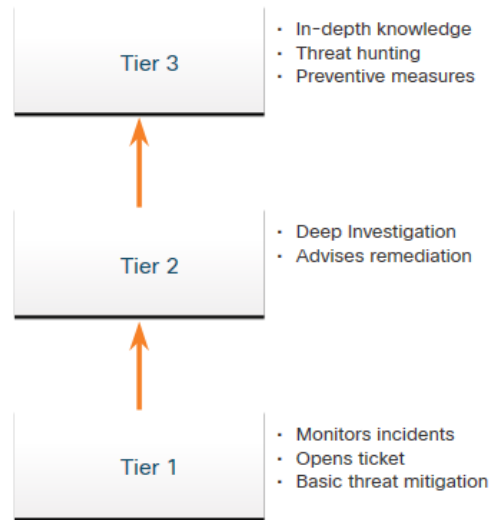 Tier 3
• In-depth knowledge
• Threat hunting
• Preventive measures
Tier 2
• Deep Investigation
• Advises remediation
Tier 1
• Monitors incidents
• Opens ticket
• Basic threat mitigation